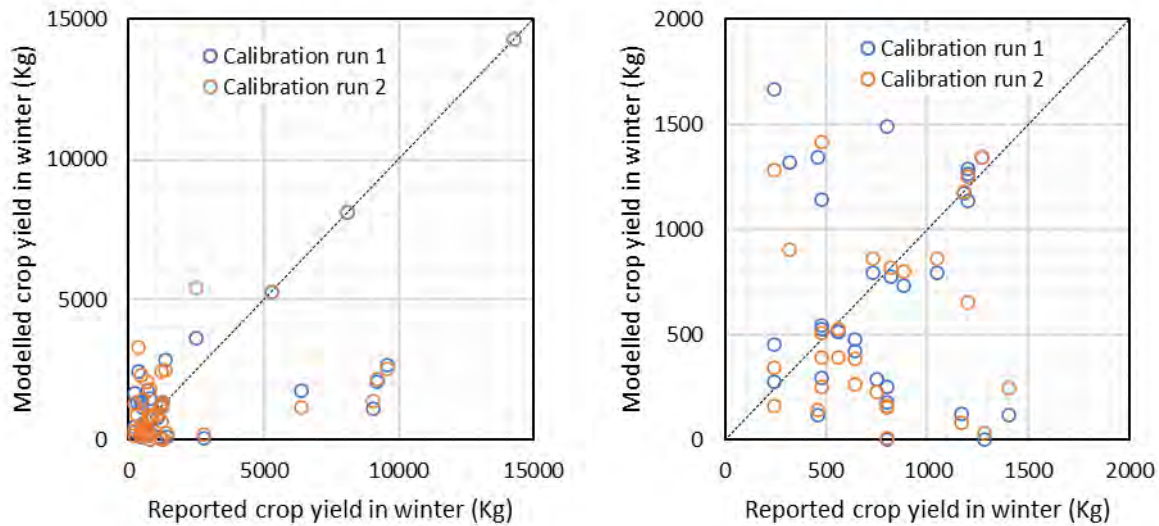 15000
10000
5000
0
Modelled crop yield in winter (Kg)
Calibration run 1
Calibration run 2
0
5000
10000
15000
Reported crop yield in winter (Kg)
2000
1500
1000
500
0
Modelled crop yield in winter (Kg)
Calibration run 1
Calibration run 2
0
500
1000
1500
2000
Reported crop yield in winter (Kg)